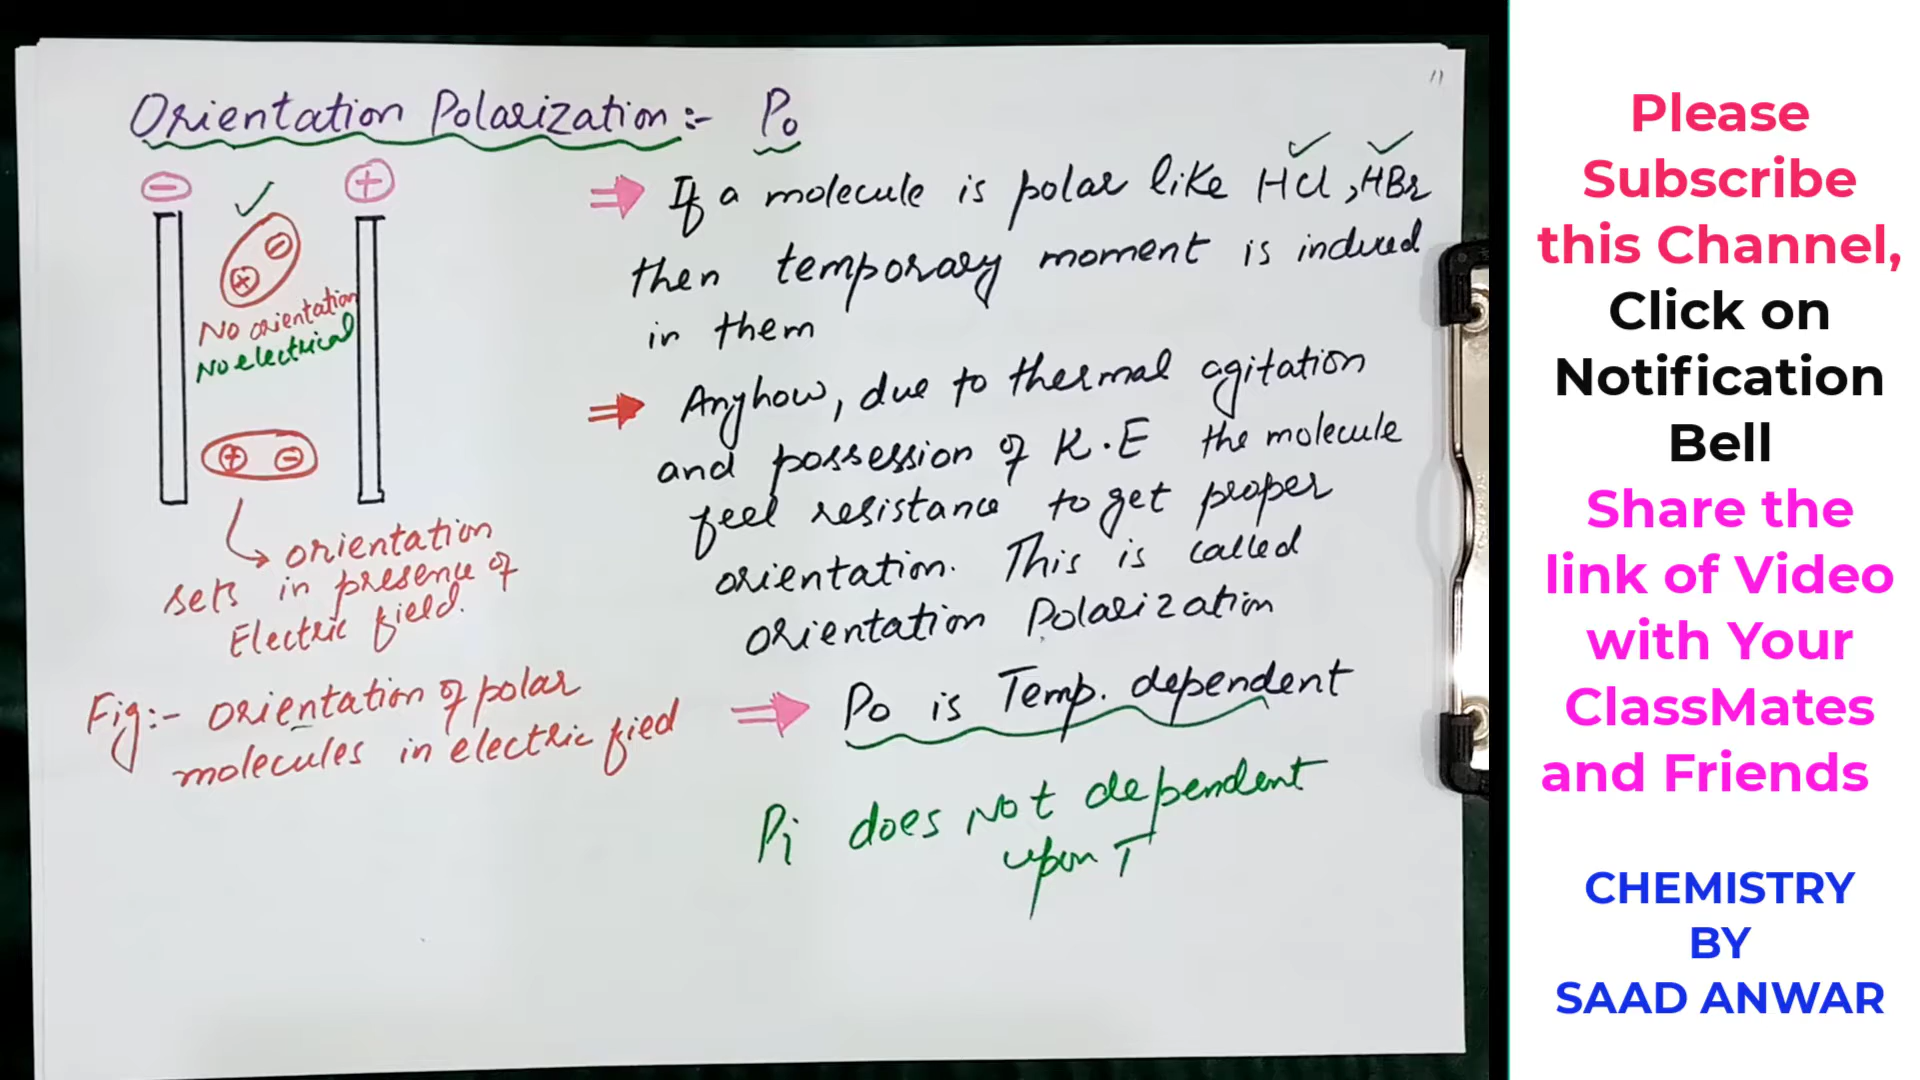 Orientation Polarization:- Po
If a molecule is polar like HCl, HBr
then temporary moment is induced
in them
Anyhow, due to thermal agitation
and possession of K.E the molecule
feel resistance to get proper
orientation. This is called
orientation Polarization
Po is Temp. dependent
Pi does Not dependent
upon T
− +
− +
No orientation
No electrical
+ −
orientation
sets in presence of
Electric field.
Fig:- orientation of polar
molecules in electric fied
11
Please
Subscribe
this Channel,
Click on
Notification
Bell
Share the
link of Video
with Your
ClassMates
and Friends
CHEMISTRY
BY
SAAD ANWAR